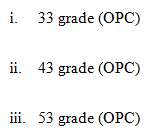 i. 33 grade (OPC)
ii. 43 grade (OPC)
iii. 53 grade (OPC)